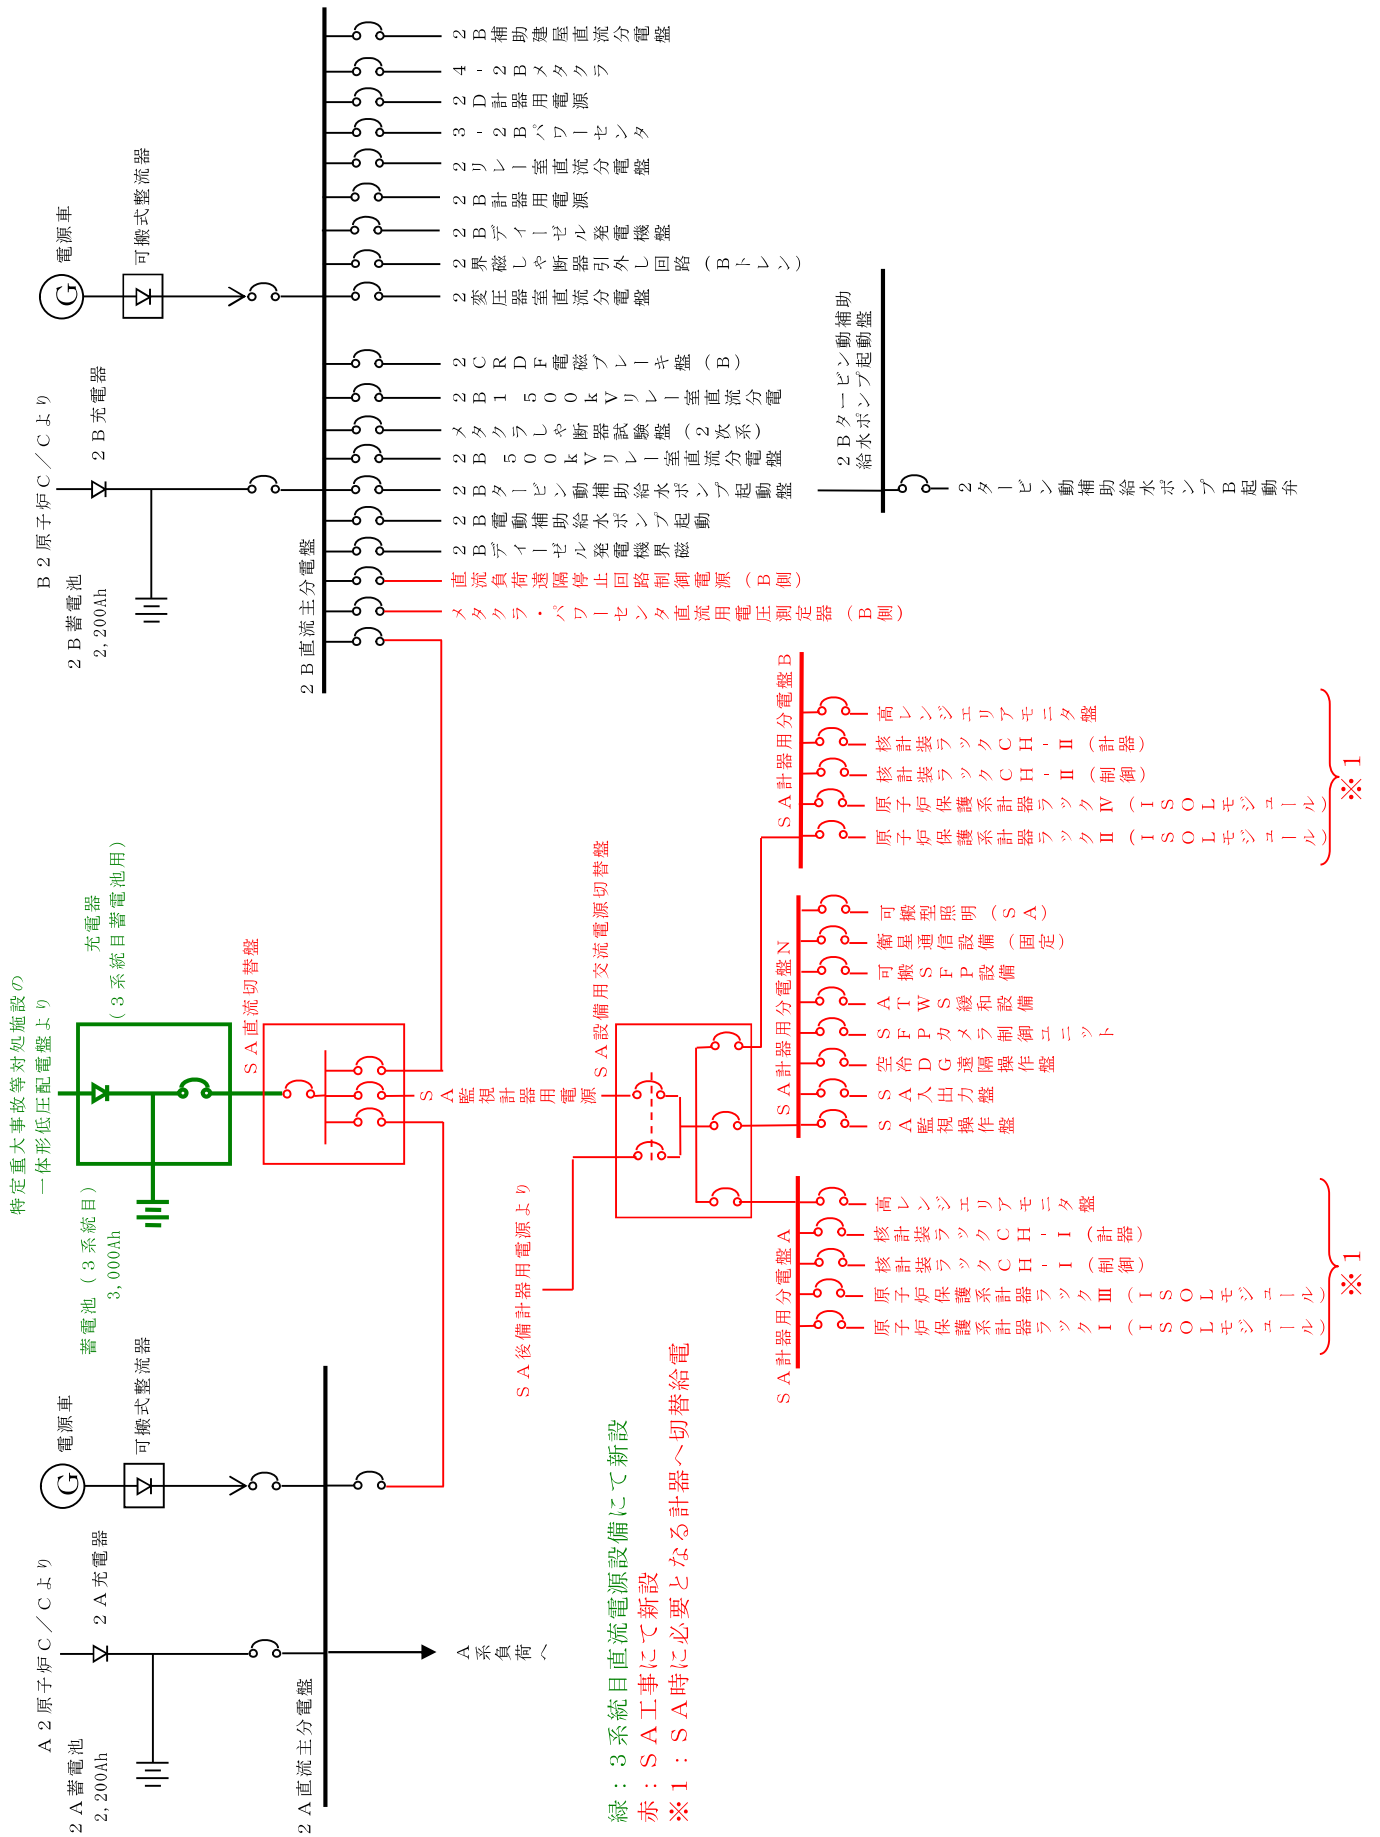 A2原子炉C/Cより
2A充電器
2A蓄電池
2,200Ah
G
電源車
可搬式整流器
2A直流主分電盤
A系負荷へ
特定重大事故等対処施設の
一体形低圧配電盤より
充電器
(3系統目蓄電池用)
蓄電池(3系統目)
3,000Ah
SA直流切替盤
B2原子炉C/Cより
2B充電器
2B蓄電池
2,200Ah
G
電源車
可搬式整流器
2B直流主分電盤
2B補助建屋直流分電盤
4-2Bメタクラ
2D計器用電源
3-2Bパワーセンタ
2リレー室直流分電盤
2B計器用電源
2Bディーゼル発電機盤
2界磁しゃ断器引外し回路(Bトレン)
2変圧器室直流分電盤
2CRDF電磁ブレーキ盤(B)
2B1 500kVリレー室直流分電
メタクラしゃ断器試験盤(2次系)
2B 500kVリレー室直流分電盤
2Bタービン動補助給水ポンプ起動盤
2B電動補助給水ポンプ起動
2Bディーゼル発電機界磁
直流負荷遠隔停止回路制御電源(B側)
メタクラ・パワーセンタ直流用電圧測定器(B側)
2Bタービン動補助
給水ポンプ起動盤
2タービン動補助給水ポンプB起動弁
SA監視計器用電源
SA後備計器用電源より
SA設備用交流電源切替盤
SA計器用分電盤B
高レンジエリアモニタ盤
核計装ラックCH-Ⅱ(計器)
核計装ラックCH-Ⅱ(制御)
原子炉保護系計器ラックⅣ(ISOLモジュール)
原子炉保護系計器ラックⅡ(ISOLモジュール)
※1
SA計器用分電盤N
可搬型照明(SA)
衛星通信設備(固定)
可搬SFP設備
ATWS緩和設備
SFPカメラ制御ユニット
空冷DG遠隔操作盤
SA入出力盤
SA監視操作盤
SA計器用分電盤A
高レンジエリアモニタ盤
核計装ラックCH-Ⅰ(計器)
核計装ラックCH-Ⅰ(制御)
原子炉保護系計器ラックⅢ(ISOLモジュール)
原子炉保護系計器ラックⅠ(ISOLモジュール)
※1
緑:3系統目直流電源設備にて新設
赤:SA工事にて新設
※1:SA時に必要となる計器へ切替給電